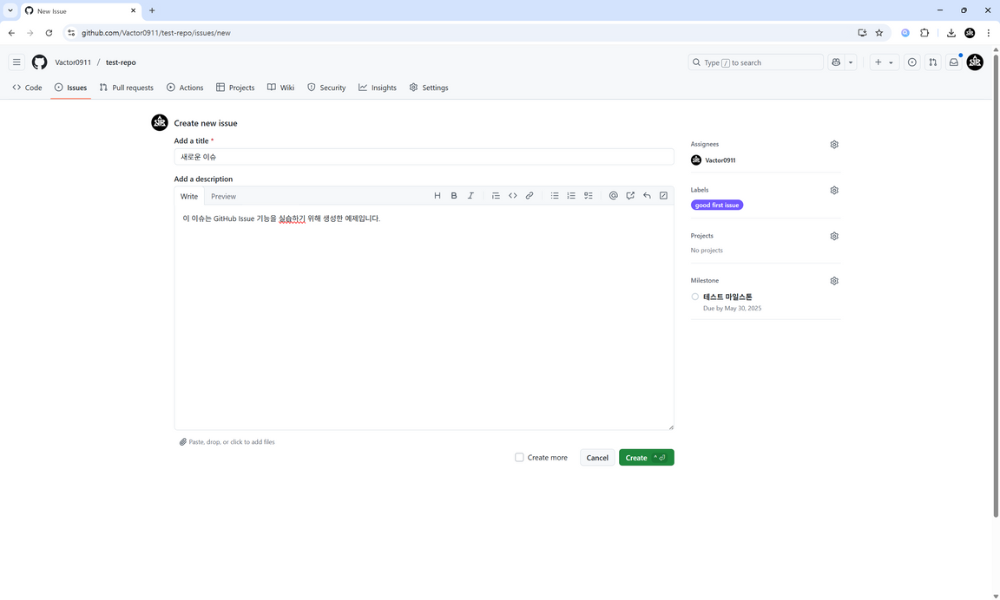 New Issue
github.com/Vactor0911/test-repo/issues/new
Vactor0911 / test-repo
Type / to search
Code Issues Pull requests Actions Projects Wiki Security Insights Settings
Create new issue
Add a title *
새로운 이슈
Add a description
Write Preview
이 이슈는 GitHub Issue 기능을 실습하기 위해 생성한 예제입니다.
Paste, drop, or click to add files
Create more Cancel Create
Assignees
Vactor0911
Labels
good first issue
Projects
No projects
Milestone
테스트 마일스톤
Due by May 30, 2025